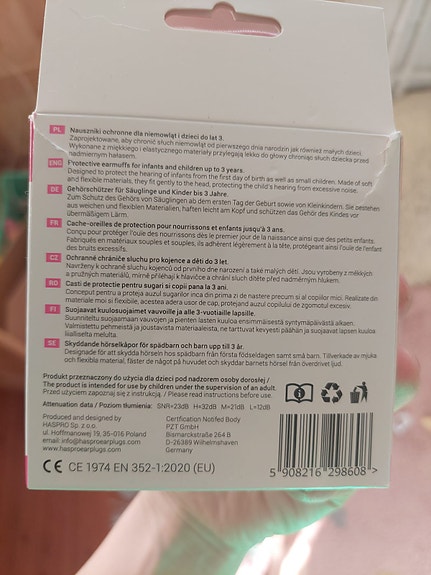 PL Nauszniki ochronne dla niemowląt i dzieci do lat 3.
Zaprojektowane, aby chronić słuch niemowląt od pierwszego dnia narodzin jak również małych dzieci.
Wykonane z miękkiego i elastycznego materiały przylegają lekko do głowy chroniąc słuch dziecka przed
nadmiernym hałasem.
ENG Protective earmuffs for infants and children up to 3 years.
Designed to protect the hearing of infants from the first day of birth as well as small children. Made of soft
and flexible materials, they fit gently to the head, protecting the child's hearing from excessive noise.
DE Gehörschützer für Säuglinge und Kinder bis 3 Jahre.
Zum Schutz des Gehörs von Säuglingen ab dem ersten Tag der Geburt sowie von Kleinkindern. Sie bestehen
aus weichen und flexiblen Materialien, haften leicht am Kopf und schützen das Gehör des Kindes vor
übermäßigem Lärm.
FR Cache-oreilles de protection pour nourrissons et enfants jusqu'à 3 ans.
Conçu pour protéger l'ouïe des nourrissons dès le premier jour de la naissance ainsi que des petits enfants.
Fabriqués en matériaux souples et souples, ils adhèrent légèrement à la tête, protégeant ainsi l'ouïe de l'enfant
des bruits excessifs.
CZ Ochranné chrániče sluchu pro kojence a děti do 3 let.
Navrženy k ochraně sluchu kojenců od prvního dne narození a také malých dětí. Jsou vyrobeny z měkkých
a pružných materiálů, mírně přiléhají k hlavičce a chrání sluch dítěte před nadměrným hlukem.
RO Casti de protectie pentru sugari si copii pana la 3 ani.
Conceput pentru a proteja auzul sugarilor inca din prima zi de nastere precum si al copiilor mici. Realizate din
materiale moi si flexibile, acestea adera usor de cap, protejand auzul copilului de zgomotul excesiv.
FI Suojaavat kuulosuojaimet vauvoille ja alle 3-vuotiaille lapsille.
Suunniteltu suojaamaan vauvojen ja pienten lasten kuuloa ensimmäisestä syntymäpäivästä alkaen.
Valmistettu pehmeistä ja joustavista materiaaleista, ne tarttuvat kevyesti päähän ja suojaavat lapsen kuuloa
liialliselta melulta.
SE Skyddande hörselkåpor för spädbarn och barn upp till 3 år.
Designade för att skydda hörseln hos spädbarn från första födseldagen samt små barn. Tillverkade av mjuka
och flexibla material, fäster de något på huvudet och skyddar barnets hörsel från överdrivet ljud.
Produkt przeznaczony do użycia dla dzieci pod nadzorem osoby dorosłej /
The product is intended for use by children under the supervision of an adult.
Przed użyciem zapoznaj się z instrukcją. / Please read instructions before use.
Attenuation data / Poziom tłumienia: SNR=23dB H=32dB M=21dB L=12dB
Produced and designed by
HASPRO Sp. z o.o.
ul. Hoffmanowej 19, 35-016 Poland
email: info@hasproearplugs.com
www.hasproearplugs.com
Certification Notifed Body
PZT GmbH
Bismarckstraße 264 B
D-26389 Wilhelmshaven
Germany
CE 1974 EN 352-1:2020 (EU)
5 908216 298608 >